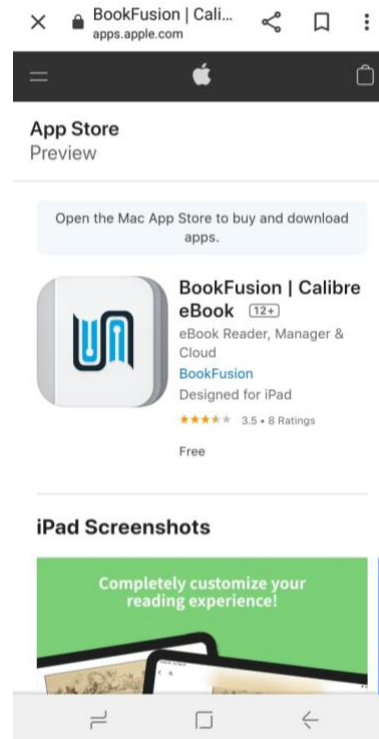 BookFusion | Cali...
apps.apple.com
App Store
Preview
Open the Mac App Store to buy and download
apps.
BookFusion | Calibre
eBook 12+
eBook Reader, Manager &
Cloud
BookFusion
Designed for iPad
3.5 • 8 Ratings
Free
iPad Screenshots
Completely customize your
reading experience!